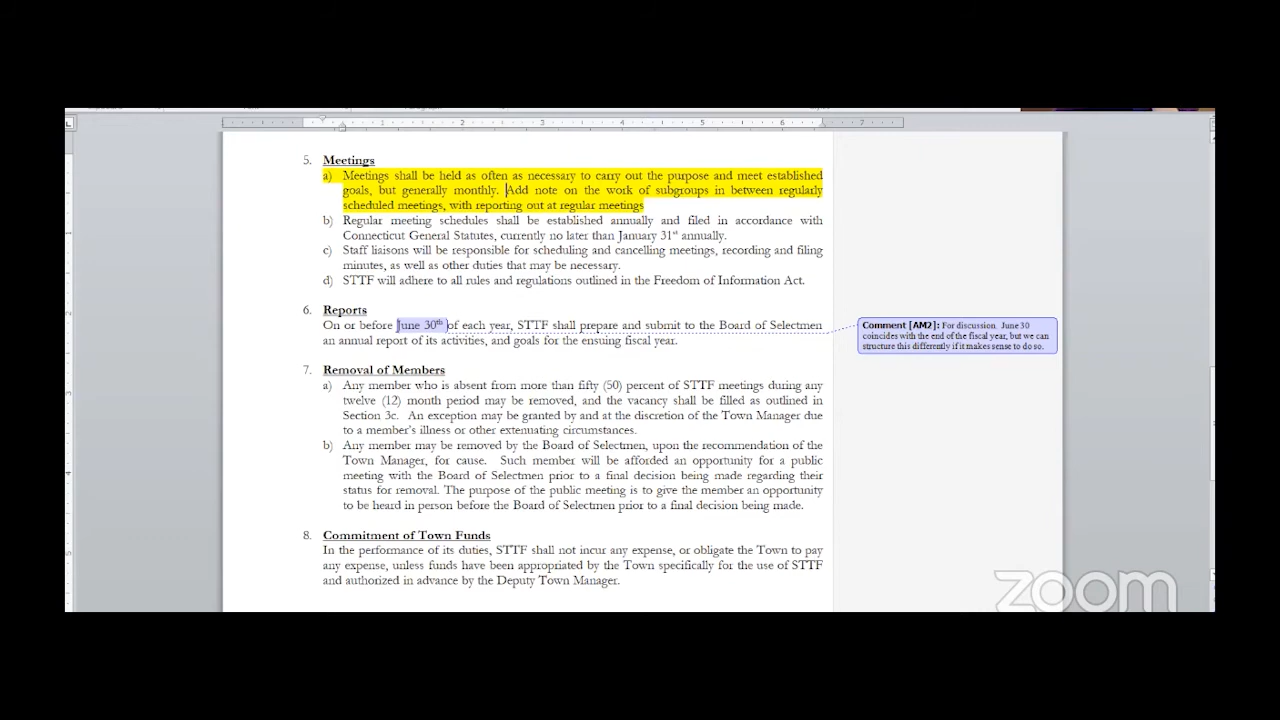 1 2 3 4 5 6 7
5. Meetings
a) Meetings shall be held as often as necessary to carry out the purpose and meet established
goals, but generally monthly. Add note on the work of subgroups in between regularly
scheduled meetings, with reporting out at regular meetings
b) Regular meeting schedules shall be established annually and filed in accordance with
Connecticut General Statutes, currently no later than January 31st annually.
c) Staff liaisons will be responsible for scheduling and cancelling meetings, recording and filing
minutes, as well as other duties that may be necessary.
d) STTF will adhere to all rules and regulations outlined in the Freedom of Information Act.
6. Reports
On or before June 30th of each year, STTF shall prepare and submit to the Board of Selectmen
an annual report of its activities, and goals for the ensuing fiscal year.
Comment [AM2]: For discussion. June 30
coincides with the end of the fiscal year, but we can
structure this differently if it makes sense to do so.
7. Removal of Members
a) Any member who is absent from more than fifty (50) percent of STTF meetings during any
twelve (12) month period may be removed, and the vacancy shall be filled as outlined in
Section 3c. An exception may be granted by and at the discretion of the Town Manager due
to a member's illness or other extenuating circumstances.
b) Any member may be removed by the Board of Selectmen, upon the recommendation of the
Town Manager, for cause. Such member will be afforded an opportunity for a public
meeting with the Board of Selectmen prior to a final decision being made regarding their
status for removal. The purpose of the public meeting is to give the member an opportunity
to be heard in person before the Board of Selectmen prior to a final decision being made.
8. Commitment of Town Funds
In the performance of its duties, STTF shall not incur any expense, or obligate the Town to pay
any expense, unless funds have been appropriated by the Town specifically for the use of STTF
and authorized in advance by the Deputy Town Manager.
zoom